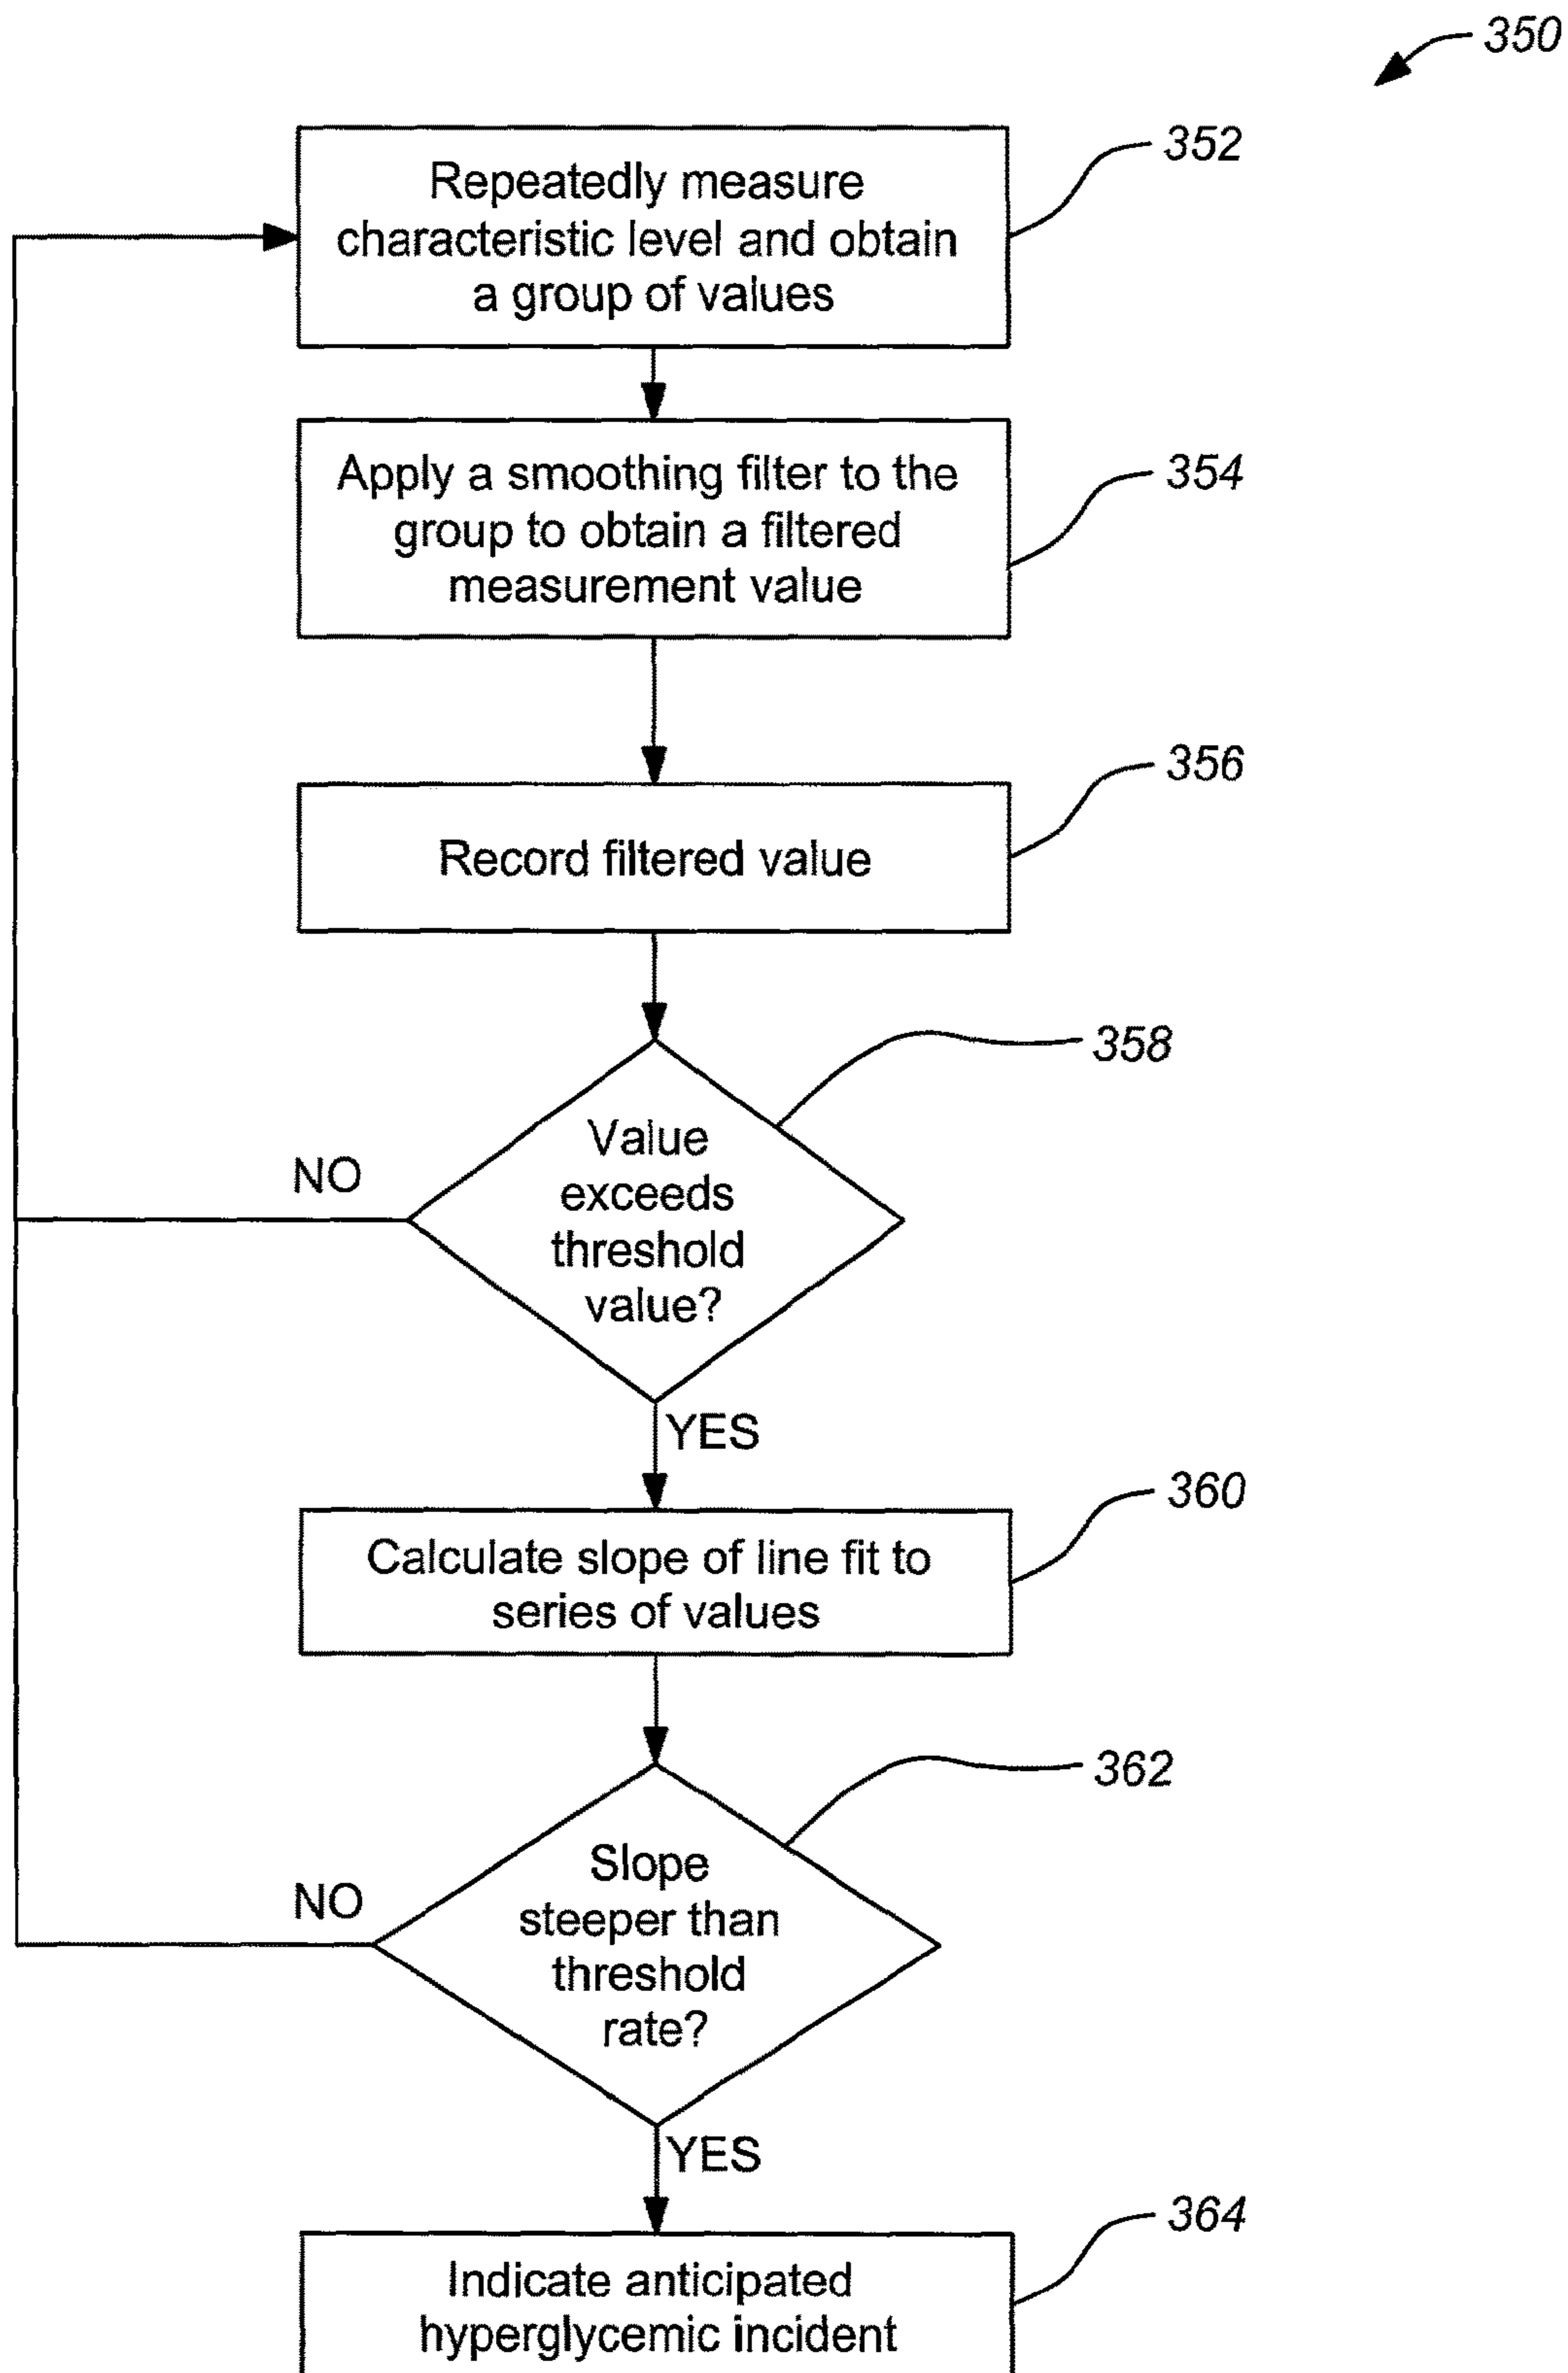 350
352
Repeatedly measure
characteristic level and obtain
a group of values
354
Apply a smoothing filter to the
group to obtain a filtered
measurement value
356
Record filtered value
358
Value
exceeds
threshold
value?
NO
YES
360
Calculate slope of line fit to
series of values
362
Slope
steeper than
threshold
rate?
NO
YES
364
Indicate anticipated
hyperglycemic incident